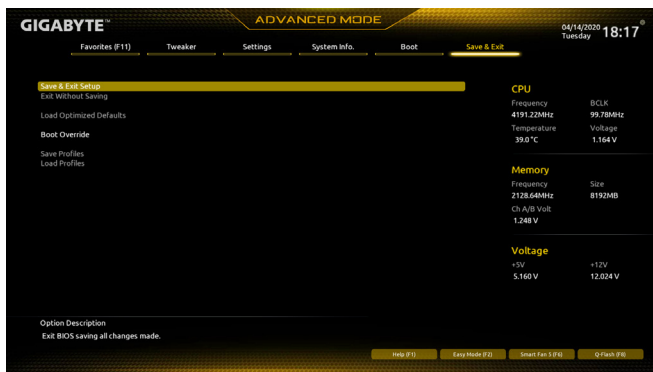 GIGABYTE™
ADVANCED MODE
04/14/2020 18:17
Tuesday
Favorites (F11) Tweaker Settings System Info. Boot Save & Exit
Save & Exit Setup
Exit Without Saving
Load Optimized Defaults
Boot Override
Save Profiles
Load Profiles
CPU
Frequency BCLK
4191.22MHz 99.78MHz
Temperature Voltage
39.0 °C 1.164 V
Memory
Frequency Size
2128.64MHz 8192MB
Ch A/B Volt
1.248 V
Voltage
+5V +12V
5.160 V 12.024 V
Option Description
Exit BIOS saving all changes made.
Help (F1) Easy Mode (F2) Smart Fan 5 (F6) Q-Flash (F8)